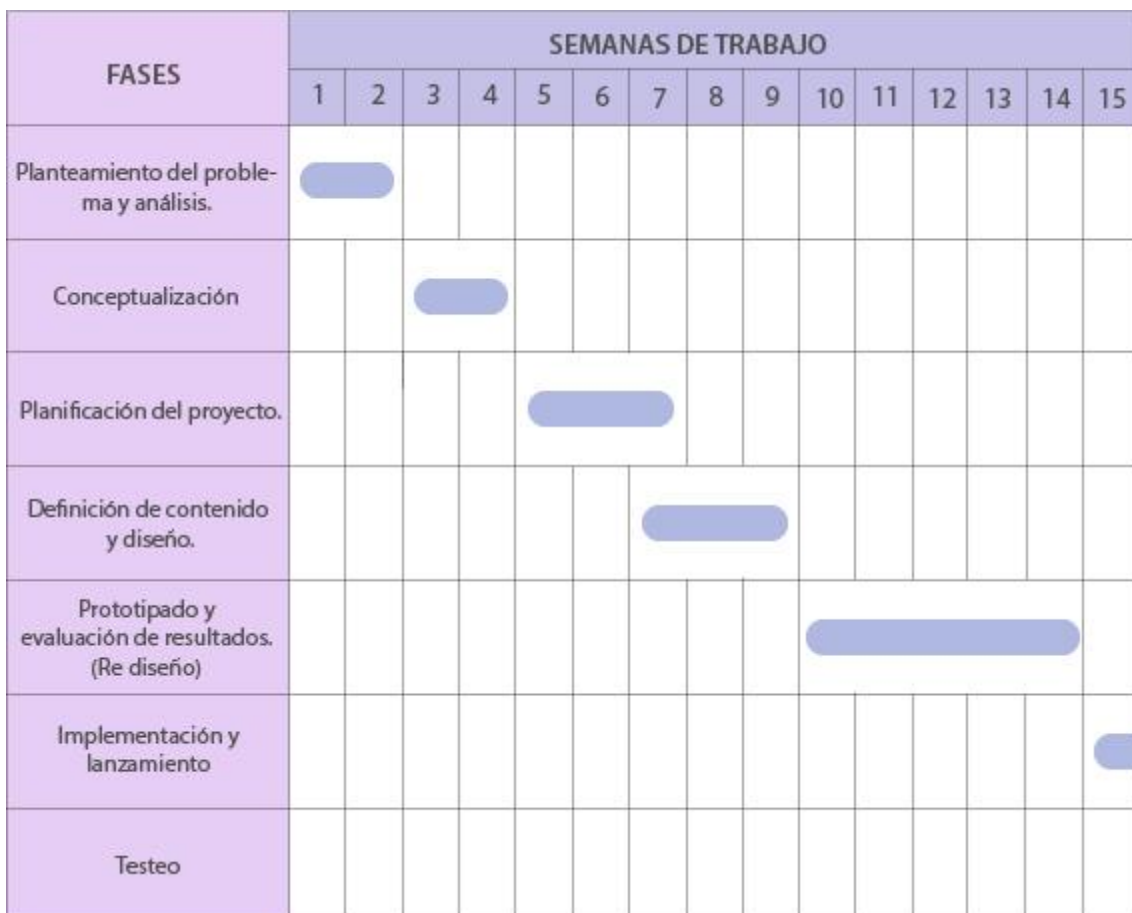 FASES
SEMANAS DE TRABAJO
1 2 3 4 5 6 7 8 9 10 11 12 13 14 15
Planteamiento del proble-
ma y análisis.
Conceptualización
Planificación del proyecto.
Definición de contenido
y diseño.
Prototipado y
evaluación de resultados.
(Re diseño)
Implementación y
lanzamiento
Testeo